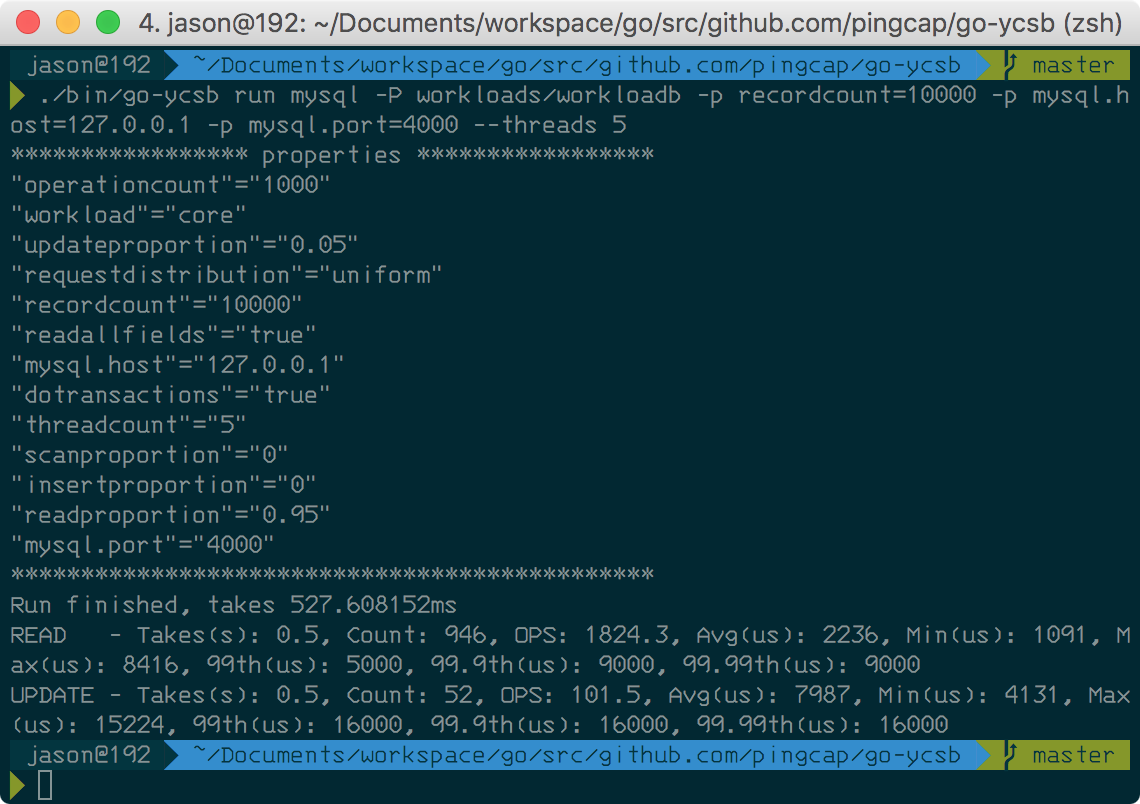 4. jason@192: ~/Documents/workspace/go/src/github.com/pingcap/go-ycsb (zsh)
jason@192 ~/Documents/workspace/go/src/github.com/pingcap/go-ycsb master
./bin/go-ycsb run mysql -P workloads/workloadb -p recordcount=10000 -p mysql.h
ost=127.0.0.1 -p mysql.port=4000 --threads 5
***************** properties *****************
"operationcount"="1000"
"workload"="core"
"updateproportion"="0.05"
"requestdistribution"="uniform"
"recordcount"="10000"
"readallfields"="true"
"mysql.host"="127.0.0.1"
"dotransactions"="true"
"threadcount"="5"
"scanproportion"="0"
"insertproportion"="0"
"readproportion"="0.95"
"mysql.port"="4000"
**********************************************
Run finished, takes 527.608152ms
READ   - Takes(s): 0.5, Count: 946, OPS: 1824.3, Avg(us): 2236, Min(us): 1091, M
ax(us): 8416, 99th(us): 5000, 99.9th(us): 9000, 99.99th(us): 9000
UPDATE - Takes(s): 0.5, Count: 52, OPS: 101.5, Avg(us): 7987, Min(us): 4131, Max
(us): 15224, 99th(us): 16000, 99.9th(us): 16000, 99.99th(us): 16000
jason@192 ~/Documents/workspace/go/src/github.com/pingcap/go-ycsb master